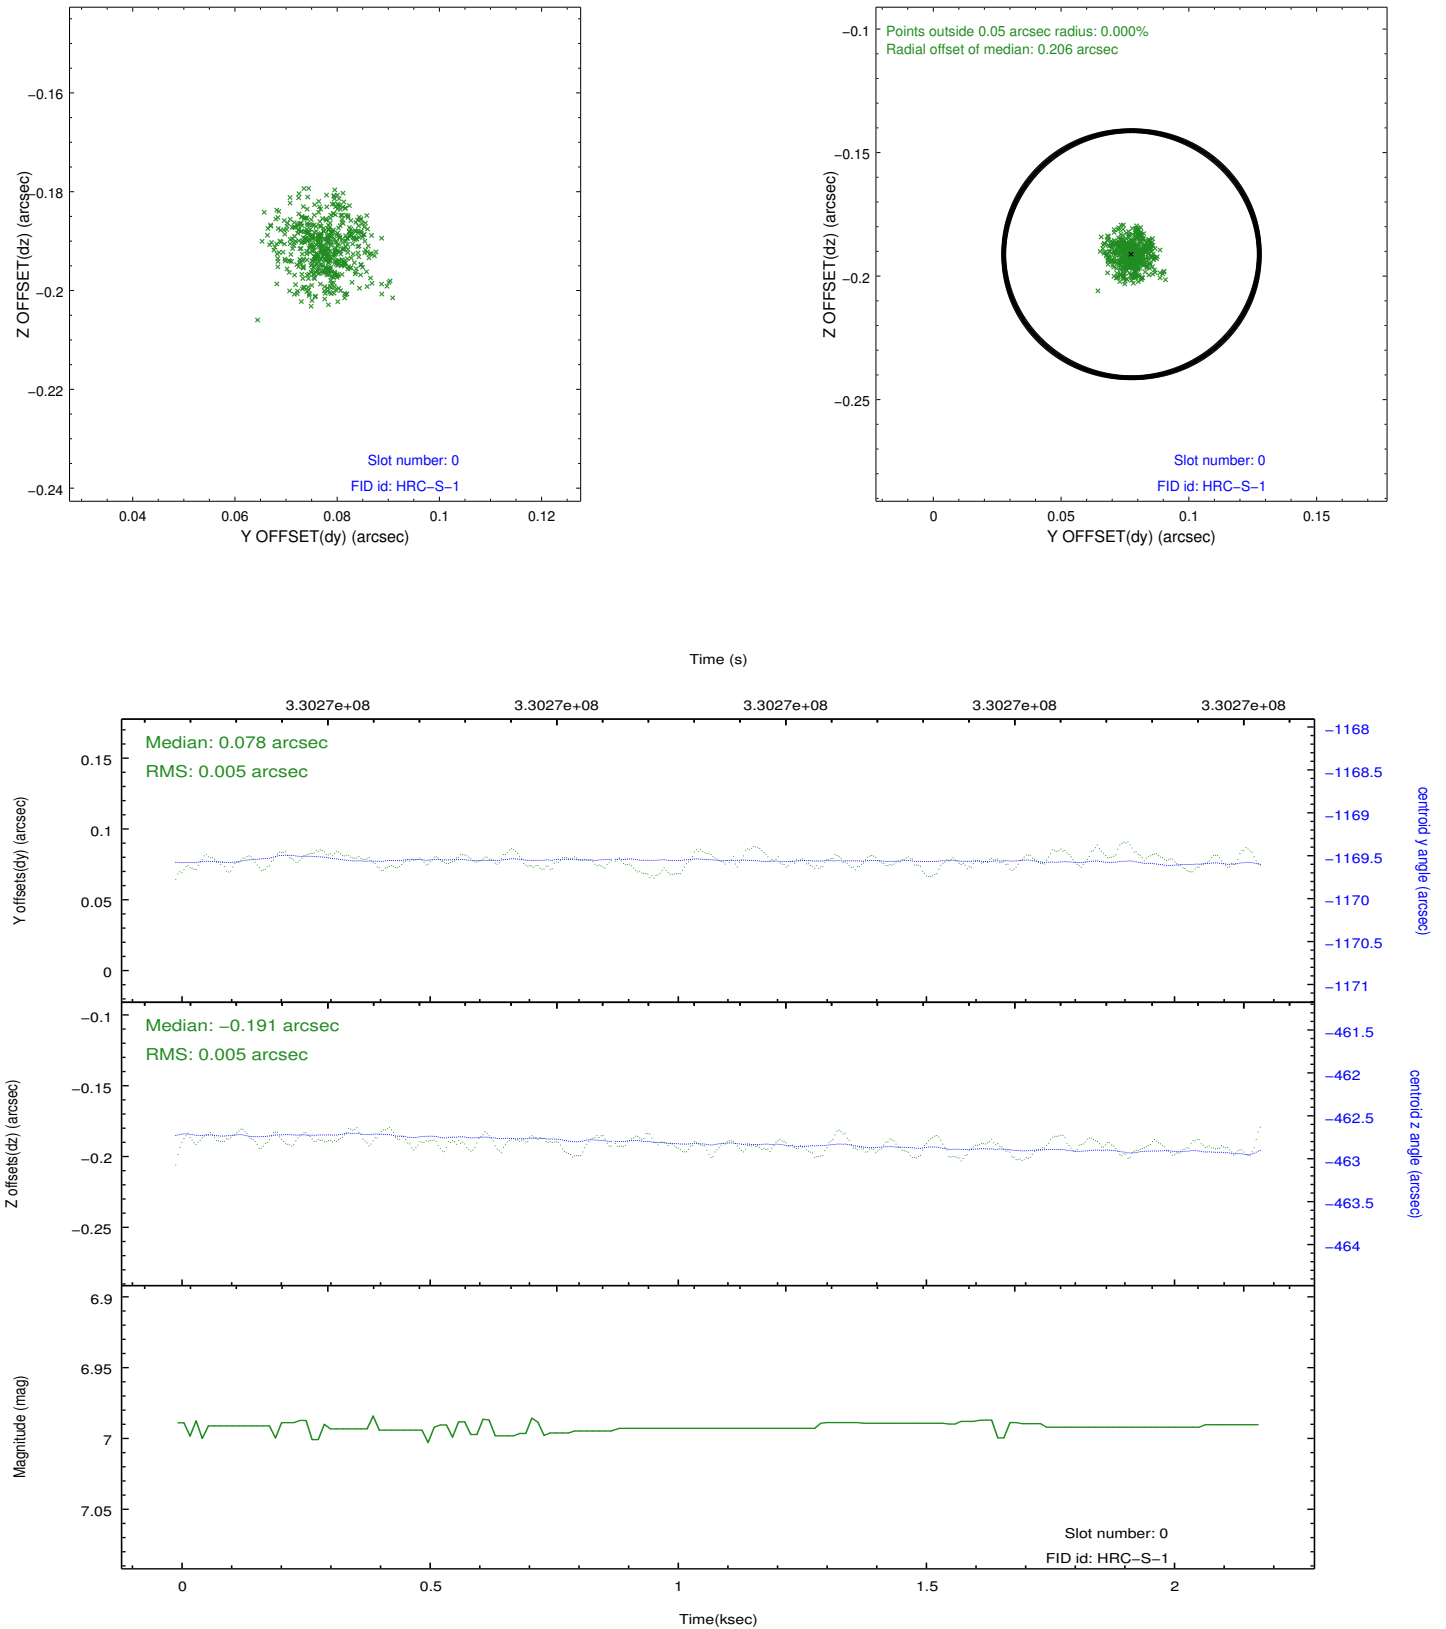 −0.16
−0.18
−0.2
−0.22
−0.24
Z OFFSET(dz) (arcsec)
Slot number: 0
FID id: HRC−S−1
0.04 0.06 0.08 0.1 0.12
Y OFFSET(dy) (arcsec)
Points outside 0.05 arcsec radius: 0.000%
Radial offset of median: 0.206 arcsec
−0.1
−0.15
−0.2
−0.25
Z OFFSET(dz) (arcsec)
Slot number: 0
FID id: HRC−S−1
0 0.05 0.1 0.15
Y OFFSET(dy) (arcsec)
Time (s)
3.3027e+08 3.3027e+08 3.3027e+08 3.3027e+08 3.3027e+08
Median: 0.078 arcsec
RMS: 0.005 arcsec
0.15
0.1
0.05
0
Y offsets(dy) (arcsec)
−1168
−1168.5
−1169
−1169.5
−1170
−1170.5
−1171
centroid y angle (arcsec)
Median: −0.191 arcsec
RMS: 0.005 arcsec
−0.1
−0.15
−0.2
−0.25
Z offsets(dz) (arcsec)
−461.5
−462
−462.5
−463
−463.5
−464
centroid z angle (arcsec)
6.9
6.95
7
7.05
Magnitude (mag)
Slot number: 0
FID id: HRC−S−1
0 0.5 1 1.5 2
Time(ksec)